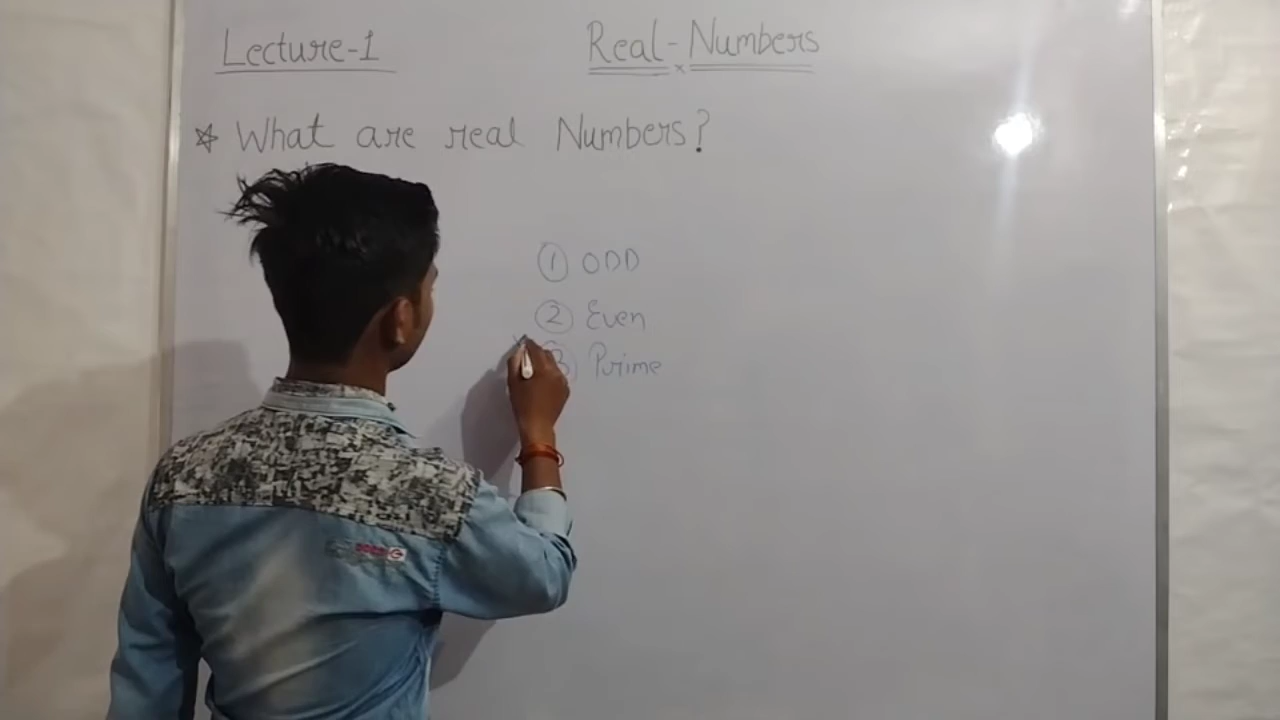 Lecture-1 Real-Numbers
☆ What are real Numbers?
① ODD
② Even
③ Prime